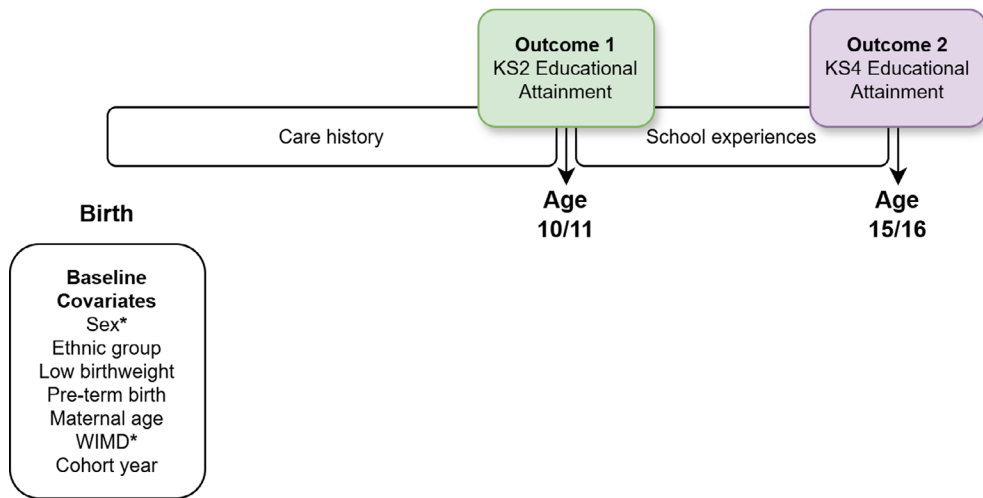 Outcome 1
KS2 Educational
Attainment
Outcome 2
KS4 Educational
Attainment
Care history
School experiences
Age
10/11
Age
15/16
Birth
Baseline
Covariates
Sex*
Ethnic group
Low birthweight
Pre-term birth
Maternal age
WIMD*
Cohort year